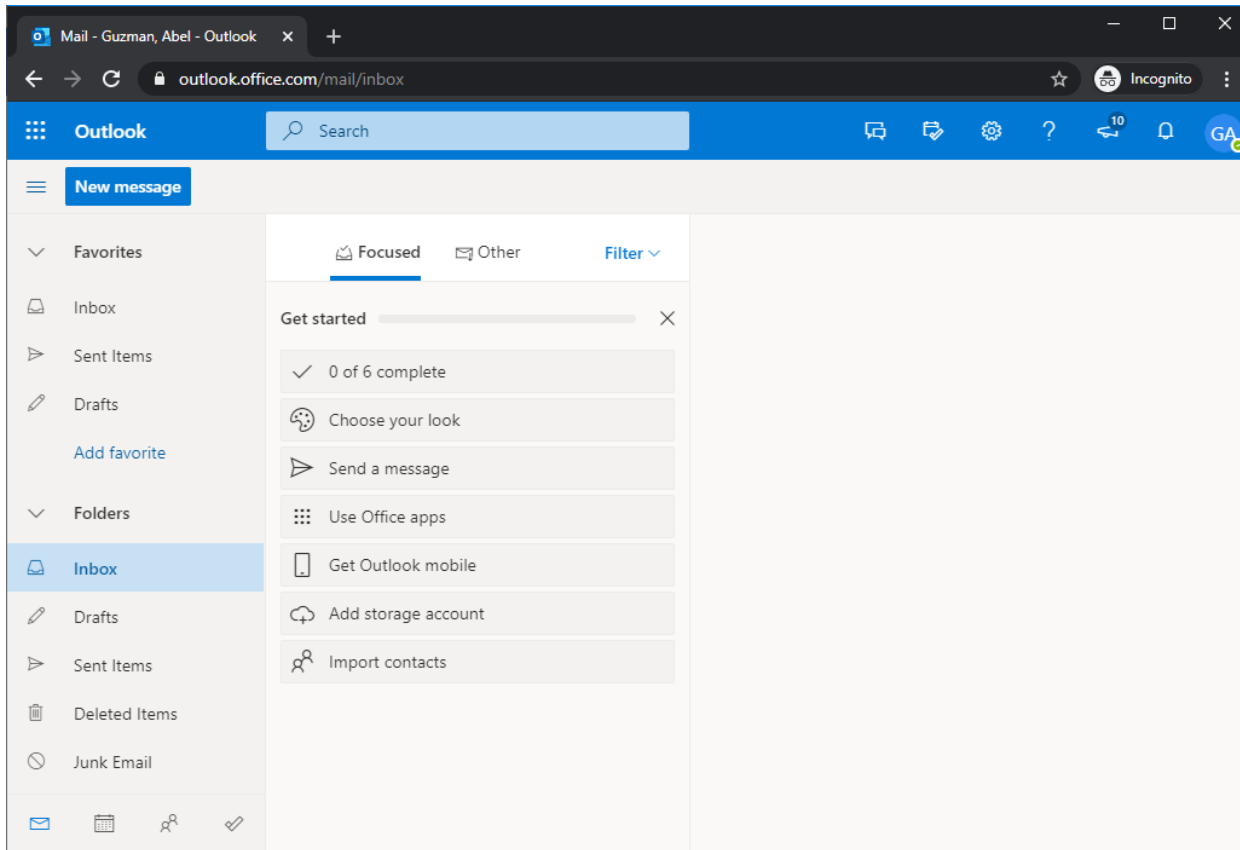 Mail - Guzman, Abel - Outlook
outlook.office.com/mail/inbox
Incognito
Outlook
Search
10
GA
New message
Favorites
Focused
Other
Filter
Inbox
Get started
Sent Items
0 of 6 complete
Drafts
Choose your look
Add favorite
Send a message
Folders
Use Office apps
Inbox
Get Outlook mobile
Drafts
Add storage account
Sent Items
Import contacts
Deleted Items
Junk Email